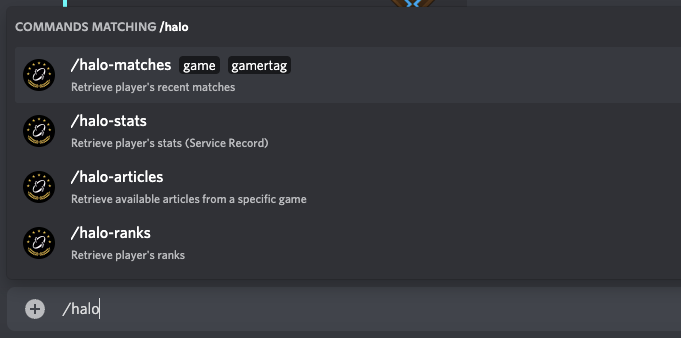 COMMANDS MATCHING /halo
/halo-matches game gamertag
Retrieve player's recent matches
/halo-stats
Retrieve player's stats (Service Record)
/halo-articles
Retrieve available articles from a specific game
/halo-ranks
Retrieve player's ranks
/halo